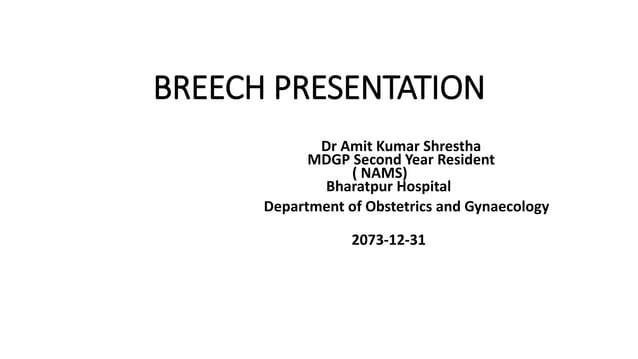 BREECH PRESENTATION
Dr Amit Kumar Shrestha
MDGP Second Year Resident
( NAMS)
Bharatpur Hospital
Department of Obstetrics and Gynaecology
2073-12-31